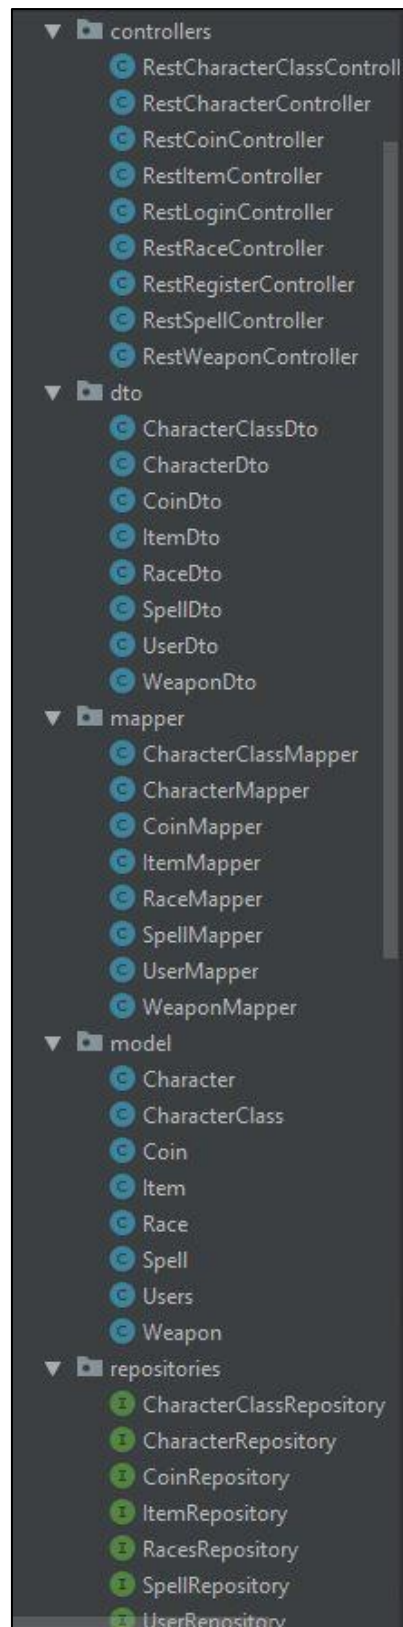 controllers
RestCharacterClassControll
RestCharacterController
RestCoinController
RestItemController
RestLoginController
RestRaceController
RestRegisterController
RestSpellController
RestWeaponController
dto
CharacterClassDto
CharacterDto
CoinDto
ItemDto
RaceDto
SpellDto
UserDto
WeaponDto
mapper
CharacterClassMapper
CharacterMapper
CoinMapper
ItemMapper
RaceMapper
SpellMapper
UserMapper
WeaponMapper
model
Character
CharacterClass
Coin
Item
Race
Spell
Users
Weapon
repositories
CharacterClassRepository
CharacterRepository
CoinRepository
ItemRepository
RacesRepository
SpellRepository
UserRepository